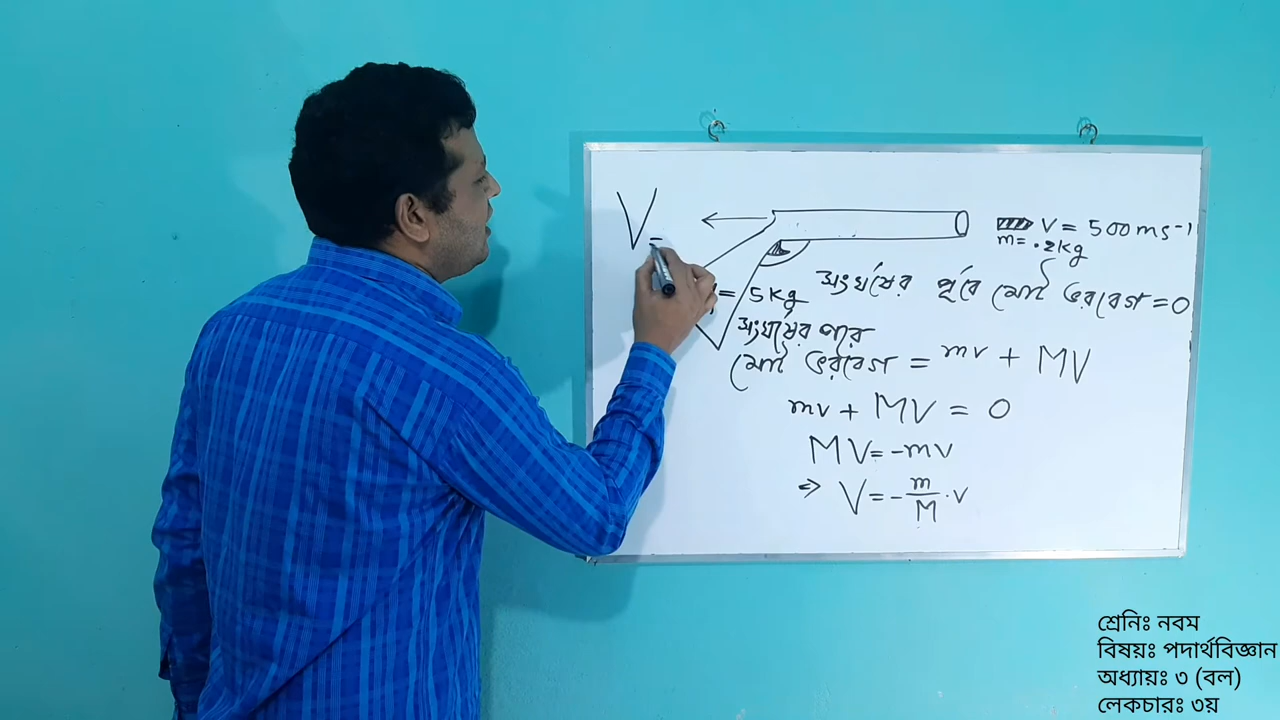 V =
v = 500 ms⁻¹
m = .2kg
= 5kg
সংঘর্ষের পূর্বে মোট ভরবেগ = 0
সংঘর্ষের পরে
মোট ভরবেগ = mv + MV
mv + MV = 0
MV = -mv
⇒ V = - m/M · v
শ্রেনিঃ নবম
বিষয়ঃ পদার্থবিজ্ঞান
অধ্যায়ঃ ৩ (বল)
লেকচারঃ ৩য়